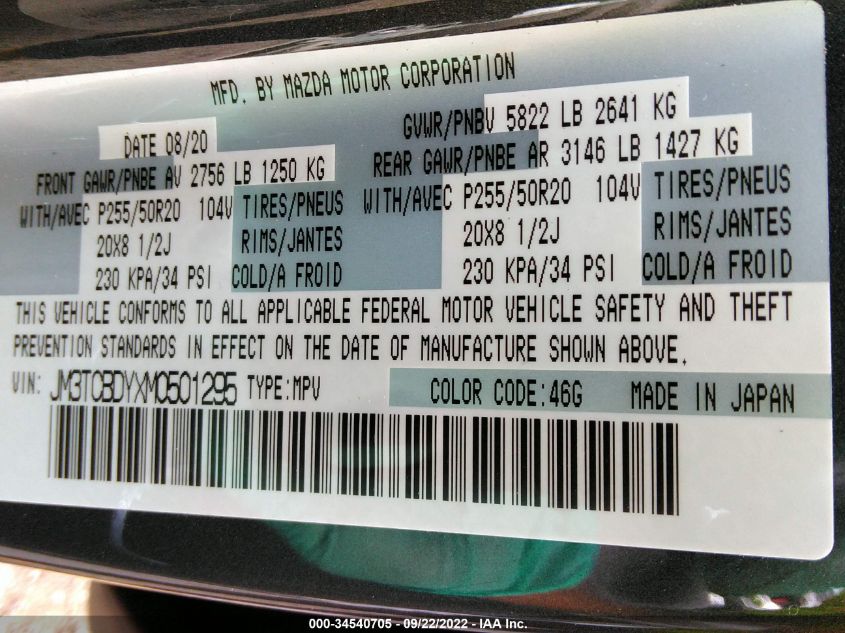 MFD. BY MAZDA MOTOR CORPORATION
DATE 08/20 GVWR/PNBV 5822 LB 2641 KG
FRONT GAWR/PNBE AV 2756 LB 1250 KG REAR GAWR/PNBE AR 3146 LB 1427 KG
WITH/AVEC P255/50R20 104V TIRES/PNEUS WITH/AVEC P255/50R20 104V TIRES/PNEUS
20X8 1/2J RIMS/JANTES 20X8 1/2J RIMS/JANTES
230 KPA/34 PSI COLD/A FROID 230 KPA/34 PSI COLD/A FROID
THIS VEHICLE CONFORMS TO ALL APPLICABLE FEDERAL MOTOR VEHICLE SAFETY AND THEFT
PREVENTION STANDARDS IN EFFECT ON THE DATE OF MANUFACTURE SHOWN ABOVE.
VIN: JM3TCBDYXM0501295 TYPE:MPV COLOR CODE:46G MADE IN JAPAN
000-34540705 - 09/22/2022 - IAA Inc.